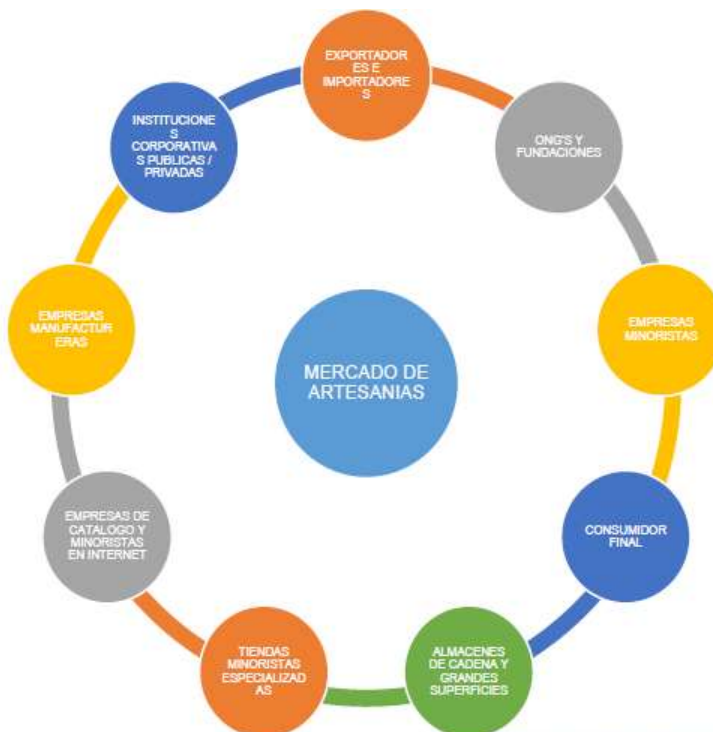 EXPORTADOR
ES E
IMPORTADORE
S
ONG'S Y
FUNDACIONES
EMPRESAS
MINORISTAS
CONSUMIDOR
FINAL
ALMACENES
DE CADENA Y
GRANDES
SUPERFICIES
TIENDAS
MINORISTAS
ESPECIALIZAD
AS
EMPRESAS DE
CATALOGO Y
MINORISTAS
EN INTERNET
EMPRESAS
MANUFACTUR
ERAS
INSTITUCIONE
S
CORPORATIVA
S PUBLICAS /
PRIVADAS
MERCADO DE
ARTESANIAS